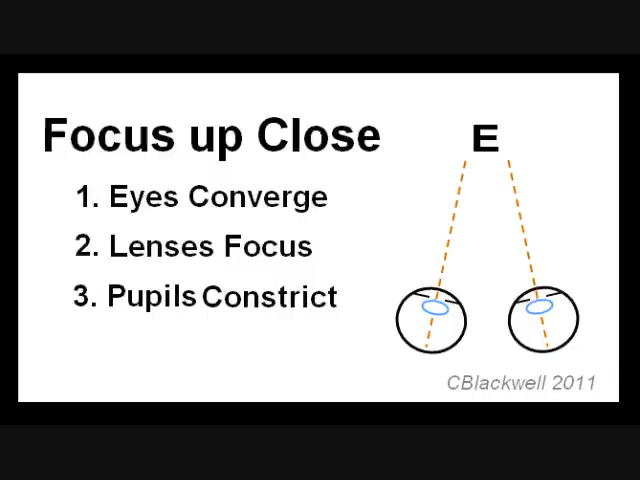 Focus up Close
E
1. Eyes Converge
2. Lenses Focus
3. Pupils Constrict
CBlackwell 2011